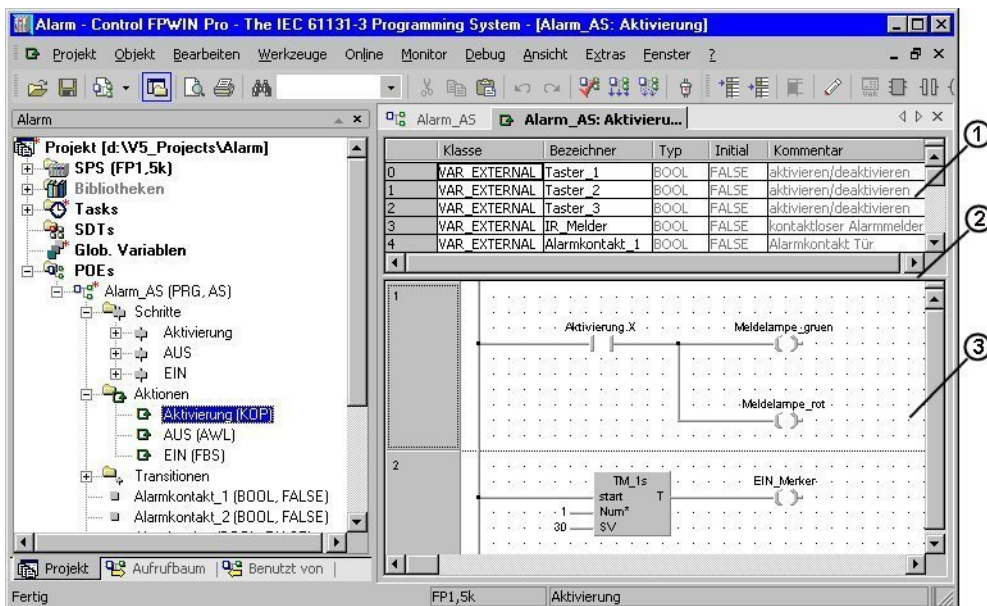 Alarm - Control FPWIN Pro - The IEC 61131-3 Programming System - [Alarm_AS: Aktivierung]
Projekt Objekt Bearbeiten Werkzeuge Online Monitor Debug Ansicht Extras Fenster ?
Alarm
Projekt [d:\V5_Projects\Alarm]
SPS (FP1,5k)
Bibliotheken
Tasks
SDTs
Glob. Variablen
POEs
Alarm_AS (PRG, AS)
Schritte
Aktivierung
AUS
EIN
Aktionen
Aktivierung (KOP)
AUS (AWL)
EIN (FBS)
Transitionen
Alarmkontakt_1 (BOOL, FALSE)
Alarmkontakt_2 (BOOL, FALSE)
Projekt Aufrufbaum Benutzt von
Alarm_AS Alarm_AS: Aktivieru...
Klasse Bezeichner Typ Initial Kommentar
0 VAR_EXTERNAL Taster_1 BOOL FALSE aktivieren/deaktivieren
1 VAR_EXTERNAL Taster_2 BOOL FALSE aktivieren/deaktivieren
2 VAR_EXTERNAL Taster_3 BOOL FALSE aktivieren/deaktivieren
3 VAR_EXTERNAL IR_Melder BOOL FALSE kontaktloser Alarmmelder
4 VAR_EXTERNAL Alarmkontakt_1 BOOL FALSE Alarmkontakt Tür
1
Aktivierung.X Meldelampe_gruen
Meldelampe_rot
2
TM_1s EIN_Merker
start T
1 Num*
30 SV
1
2
3
Fertig FP1,5k Aktivierung